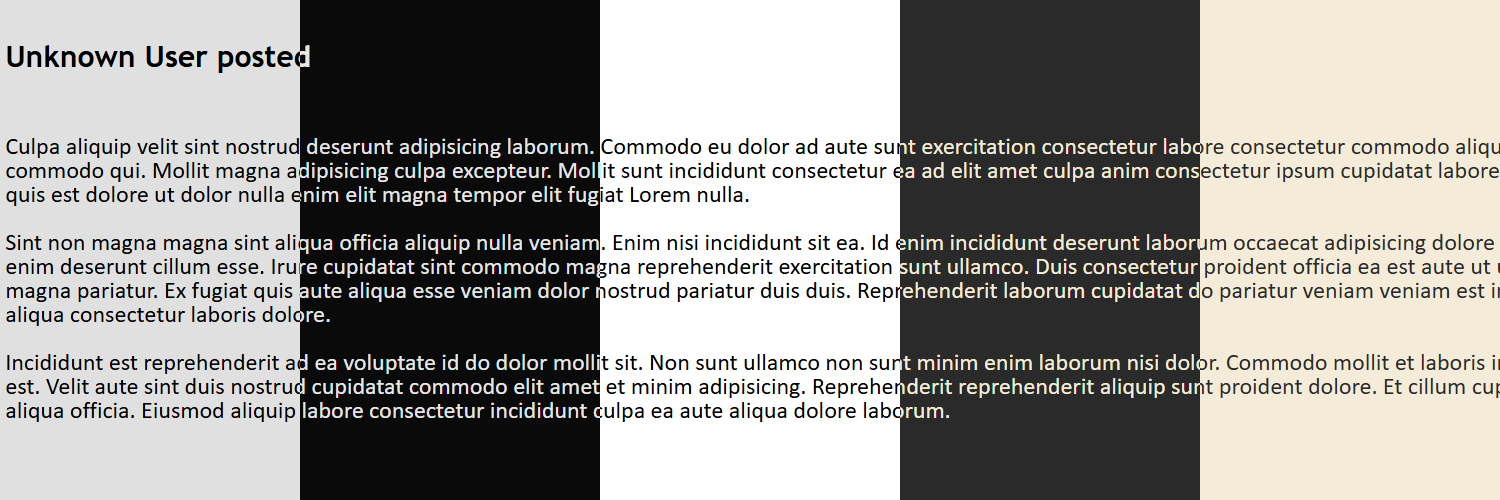 Unknown User posted
Culpa aliquip velit sint nostrud deserunt adipisicing laborum. Commodo eu dolor ad aute sunt exercitation consectetur labore consectetur commodo aliqu
commodo qui. Mollit magna adipisicing culpa excepteur. Mollit sunt incididunt consectetur ea ad elit amet culpa anim consectetur ipsum cupidatat labore
quis est dolore ut dolor nulla enim elit magna tempor elit fugiat Lorem nulla.
Sint non magna magna sint aliqua officia aliquip nulla veniam. Enim nisi incididunt sit ea. Id enim incididunt deserunt laborum occaecat adipisicing dolore
enim deserunt cillum esse. Irure cupidatat sint commodo magna reprehenderit exercitation sunt ullamco. Duis consectetur proident officia ea est aute ut
magna pariatur. Ex fugiat quis aute aliqua esse veniam dolor nostrud pariatur duis duis. Reprehenderit laborum cupidatat do pariatur veniam veniam est
aliqua consectetur laboris dolore.
Incididunt est reprehenderit ad ea voluptate id do dolor mollit sit. Non sunt ullamco non sunt minim enim laborum nisi dolor. Commodo mollit et laboris
est. Velit aute sint duis nostrud cupidatat commodo elit amet et minim adipisicing. Reprehenderit reprehenderit aliquip sunt proident dolore. Et cillum cup
aliqua officia. Eiusmod aliquip labore consectetur incididunt culpa ea aute aliqua dolore laborum.